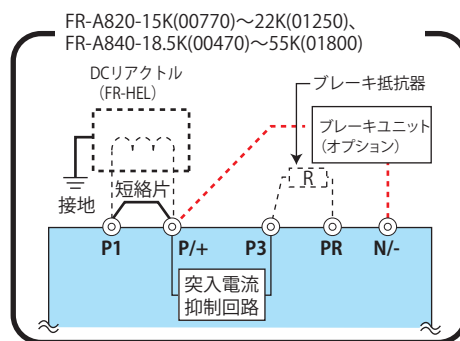 FR-A820-15K(00770)～22K(01250)、
FR-A840-18.5K(00470)～55K(01800)
DCリアクトル
（FR-HEL）
ブレーキ抵抗器
ブレーキユニット
（オプション）
R
接地
短絡片
P1 P/+ P3 PR N/-
突入電流
抑制回路